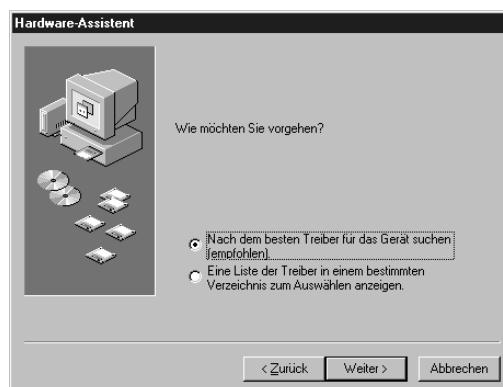 Hardware-Assistent
Wie möchten Sie vorgehen?
Nach dem besten Treiber für das Gerät suchen
(empfohlen).
Eine Liste der Treiber in einem bestimmten
Verzeichnis zum Auswählen anzeigen.
< Zurück Weiter > Abbrechen